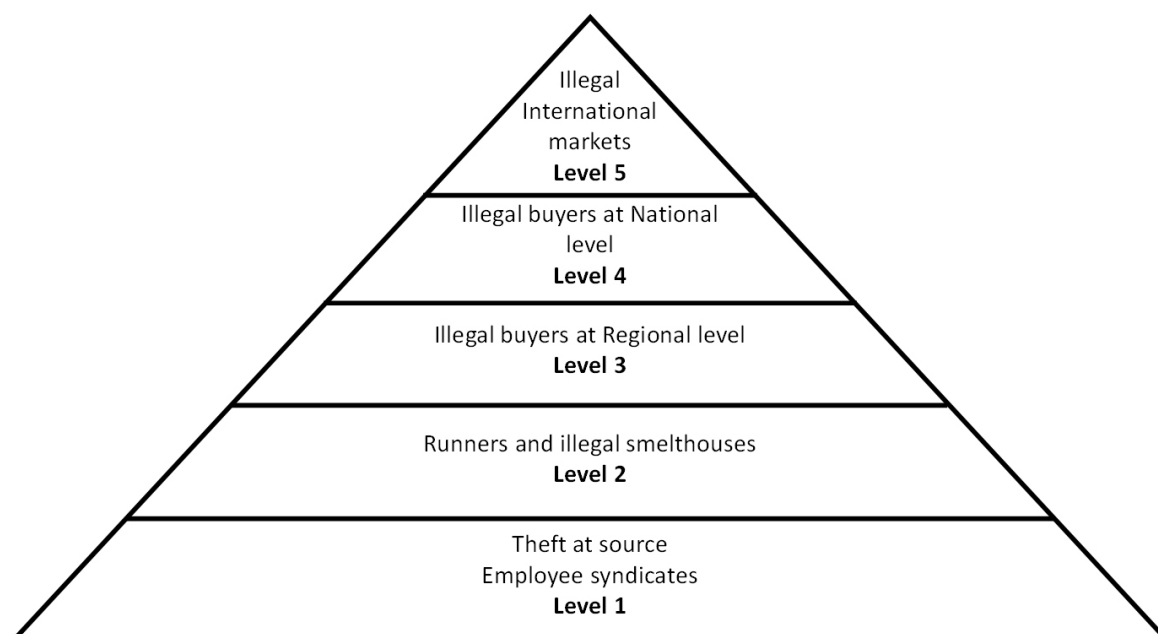 Illegal
International
markets
Level 5
Illegal buyers at National
level
Level 4
Illegal buyers at Regional level
Level 3
Runners and illegal smelthouses
Level 2
Theft at source
Employee syndicates
Level 1